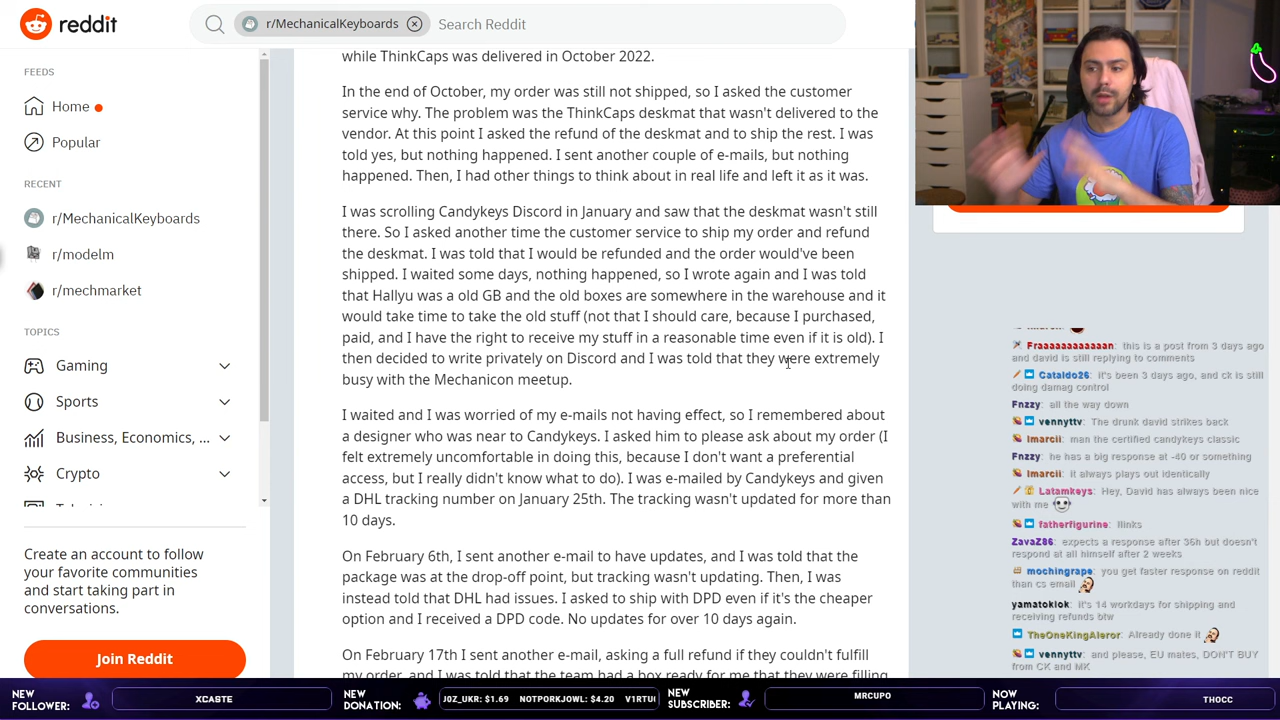 reddit
r/MechanicalKeyboards
Search Reddit
FEEDS
Home
Popular
RECENT
r/MechanicalKeyboards
r/modelm
r/mechmarket
TOPICS
Gaming
Sports
Business, Economics, ...
Crypto
Create an account to follow
your favorite communities
and start taking part in
conversations.
Join Reddit
while ThinkCaps was delivered in October 2022.
In the end of October, my order was still not shipped, so I asked the customer
service why. The problem was the ThinkCaps deskmat that wasn't delivered to the
vendor. At this point I asked the refund of the deskmat and to ship the rest. I was
told yes, but nothing happened. I sent another couple of e-mails, but nothing
happened. Then, I had other things to think about in real life and left it as it was.
I was scrolling Candykeys Discord in January and saw that the deskmat wasn't still
there. So I asked another time the customer service to ship my order and refund
the deskmat. I was told that I would be refunded and the order would've been
shipped. I waited some days, nothing happened, so I wrote again and I was told
that Hallyu was a old GB and the old boxes are somewhere in the warehouse and it
would take time to take the old stuff (not that I should care, because I purchased,
paid, and I have the right to receive my stuff in a reasonable time even if it is old). I
then decided to write privately on Discord and I was told that they were extremely
busy with the Mechanicon meetup.
I waited and I was worried of my e-mails not having effect, so I remembered about
a designer who was near to Candykeys. I asked him to please ask about my order (I
felt extremely uncomfortable in doing this, because I don't want a preferential
access, but I really didn't know what to do). I was e-mailed by Candykeys and given
a DHL tracking number on January 25th. The tracking wasn't updated for more than
10 days.
On February 6th, I sent another e-mail to have updates, and I was told that the
package was at the drop-off point, but tracking wasn't updating. Then, I was
instead told that DHL had issues. I asked to ship with DPD even if it's the cheaper
option and I received a DPD code. No updates for over 10 days again.
On February 17th I sent another e-mail, asking a full refund if they couldn't fulfill
my order, and I was told that the team had a box ready for me that they were filling
Fraaaaaaaaaaan: this is a post from 3 days ago
and david is still replying to comments
Cataldo26: it's been 3 days ago, and ck is still
doing damag control
Fnzzy: all the way down
vennyttv: The drunk david strikes back
lmarcii: man the certified candykeys classic
Fnzzy: he has a big response at -40 or something
lmarcii: it always plays out identically
Latamkeys: Hey, David has always been nice
with me
fatherfigurine: !links
ZavaZ86: expects a response after 36h but doesn't
respond at all himself after 2 weeks
mochingrape: you get faster response on reddit
than cs email
yamatokiok: it's 14 workdays for shipping and
receiving refunds btw
TheOneKingAleror: Already done it
vennyttv: and please, EU mates, DON'T BUY
from CK and MK
NEW
FOLLOWER:
XCASTE
NEW
DONATION:
J0Z_UKR: $1.69 NOTPORKJOWL: $4.20 V1RTU
NEW
SUBSCRIBER:
MRCUPO
NOW
PLAYING:
THOCC